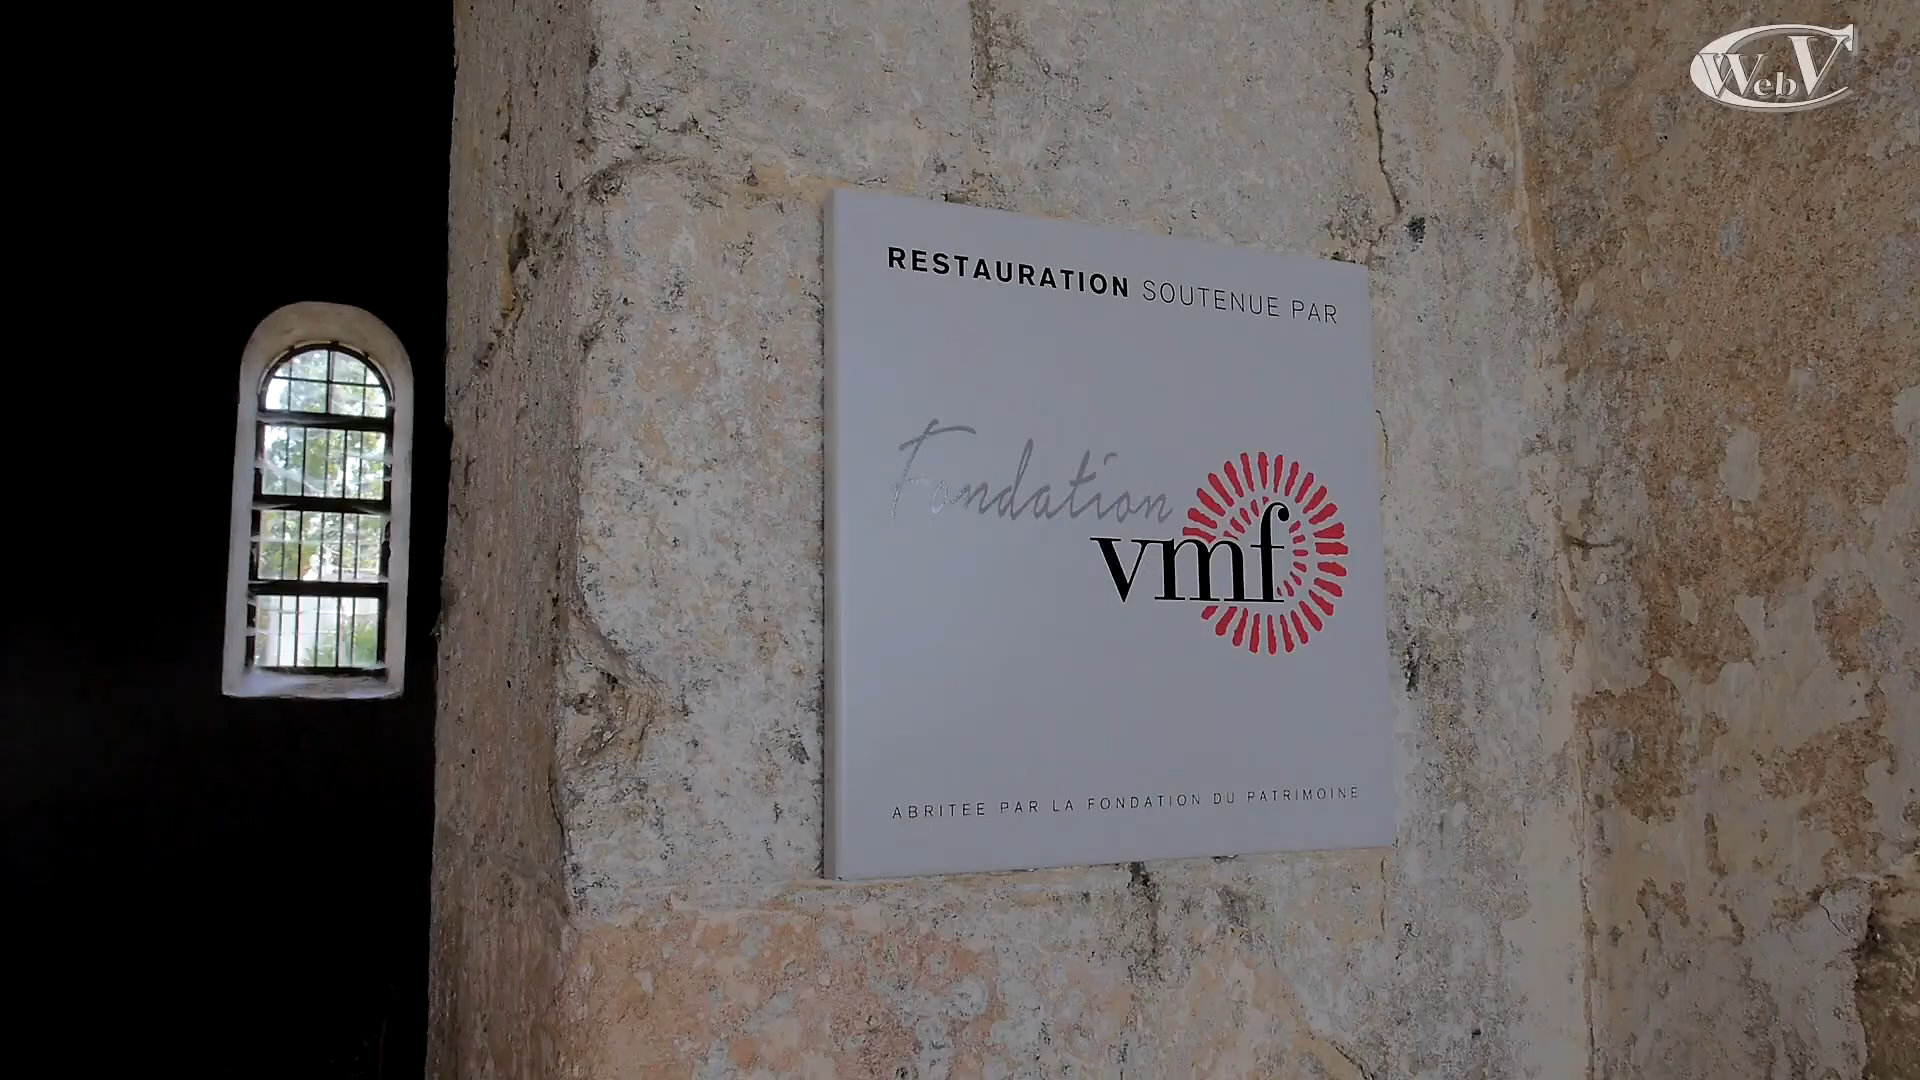 WebV
RESTAURATION SOUTENUE PAR
Fondation
vmf
ABRITEE PAR LA FONDATION DU PATRIMOINE